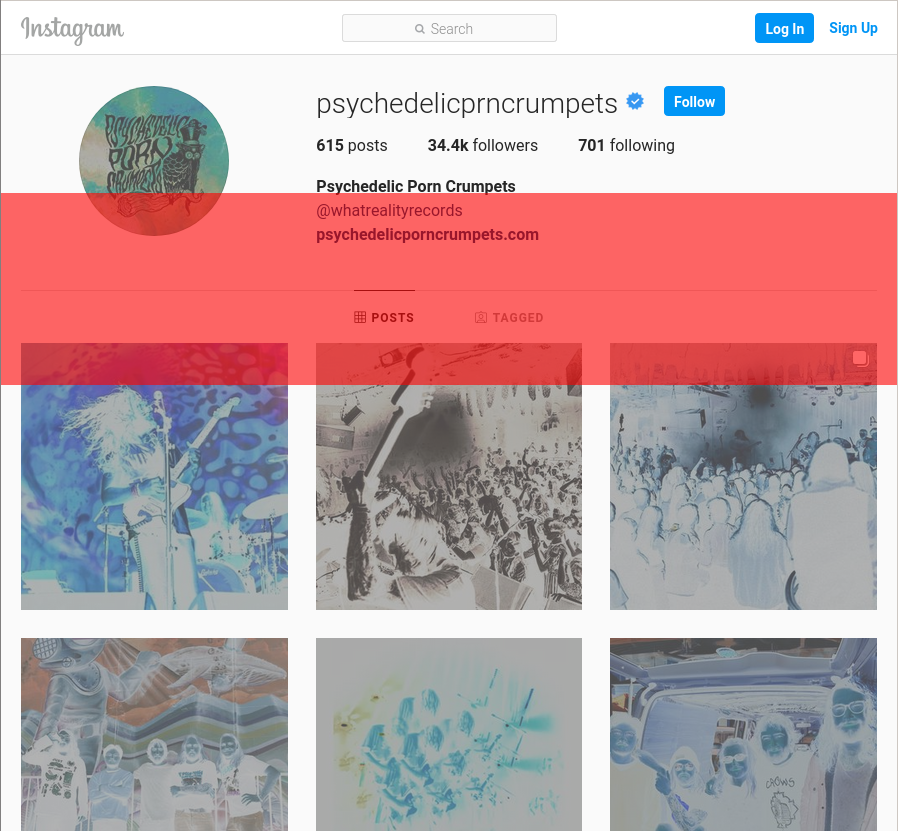 Instagram
Search
Log In
Sign Up
psychedelicprncrumpets
Follow
615 posts 34.4k followers 701 following
PSYCHEDELIC
PORN
CRUMPETS
Psychedelic Porn Crumpets
@whatrealityrecords
psychedelicporncrumpets.com
POSTS
TAGGED
CROWS